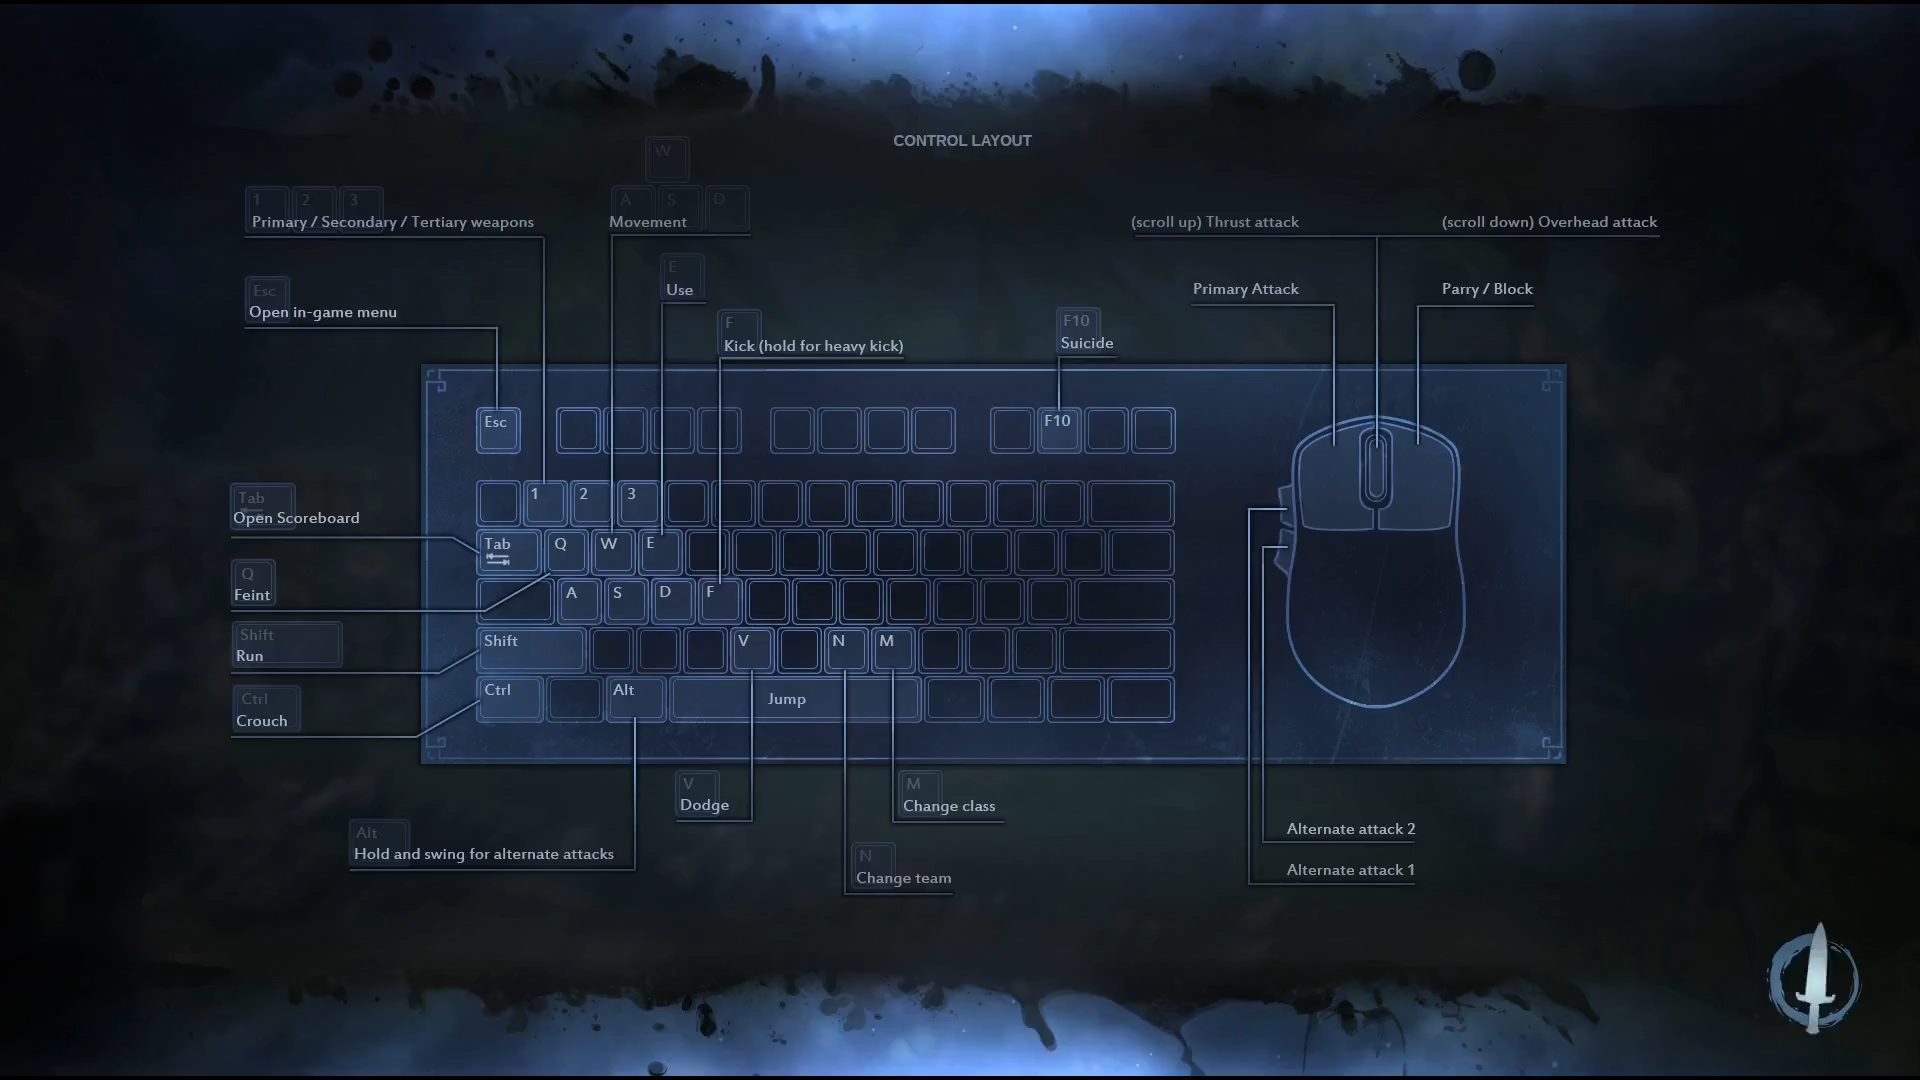 CONTROL LAYOUT
W
1 2 3
A S D
Primary / Secondary / Tertiary weapons
Movement
(scroll up) Thrust attack
(scroll down) Overhead attack
E
Use
Esc
Open in-game menu
Primary Attack
Parry / Block
F
Kick (hold for heavy kick)
F10
Suicide
Esc
F10
1 2 3
Tab
Open Scoreboard
Tab Q W E
Q
Feint
A S D F
Shift
Run
Shift V N M
Ctrl
Crouch
Ctrl Alt Jump
V
Dodge
M
Change class
Alt
Hold and swing for alternate attacks
N
Change team
Alternate attack 2
Alternate attack 1